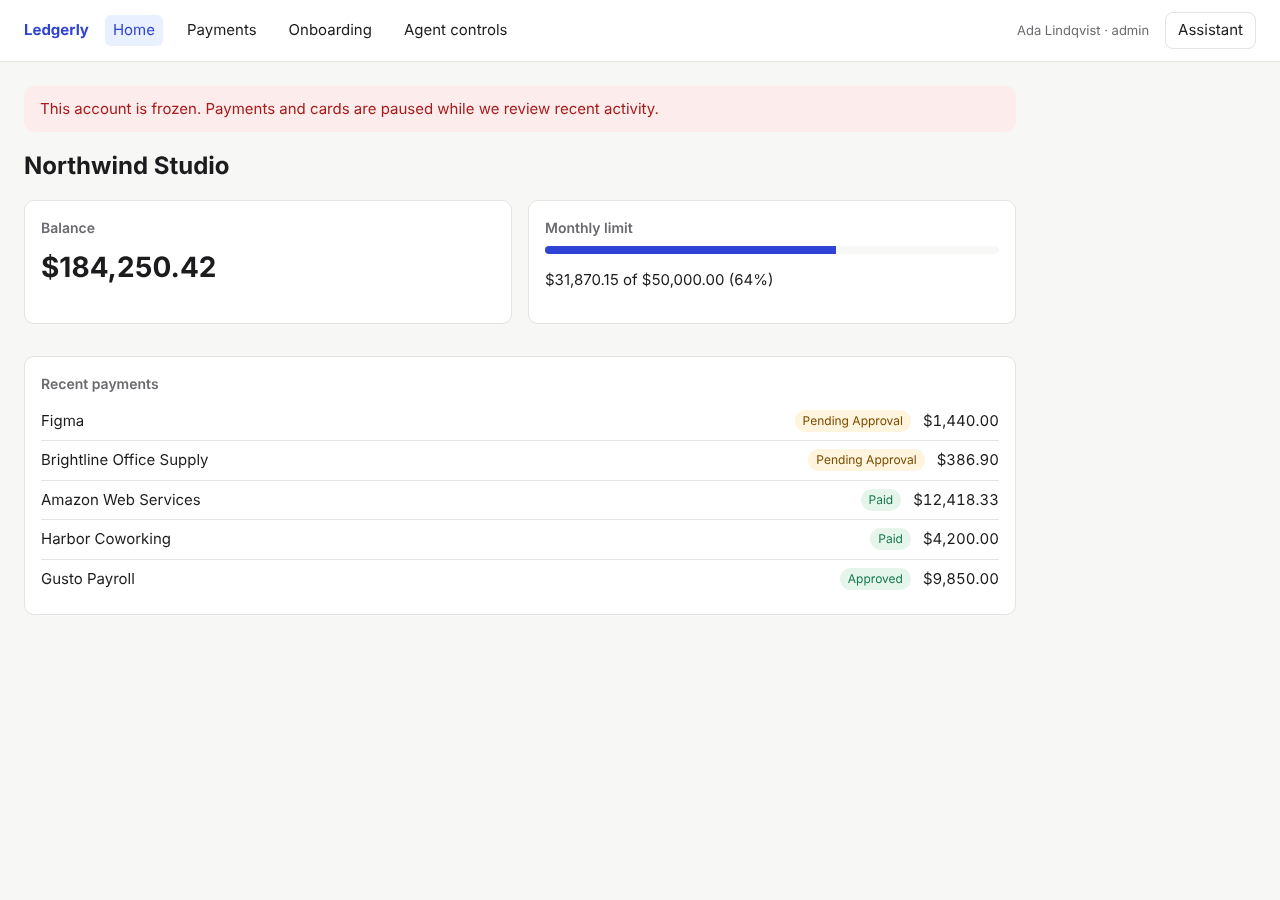 Ledgerly Home Payments Onboarding Agent controls Ada Lindqvist · admin Assistant
This account is frozen. Payments and cards are paused while we review recent activity.
Northwind Studio
Balance
$184,250.42
Monthly limit
$31,870.15 of $50,000.00 (64%)
Recent payments
Figma Pending Approval $1,440.00
Brightline Office Supply Pending Approval $386.90
Amazon Web Services Paid $12,418.33
Harbor Coworking Paid $4,200.00
Gusto Payroll Approved $9,850.00